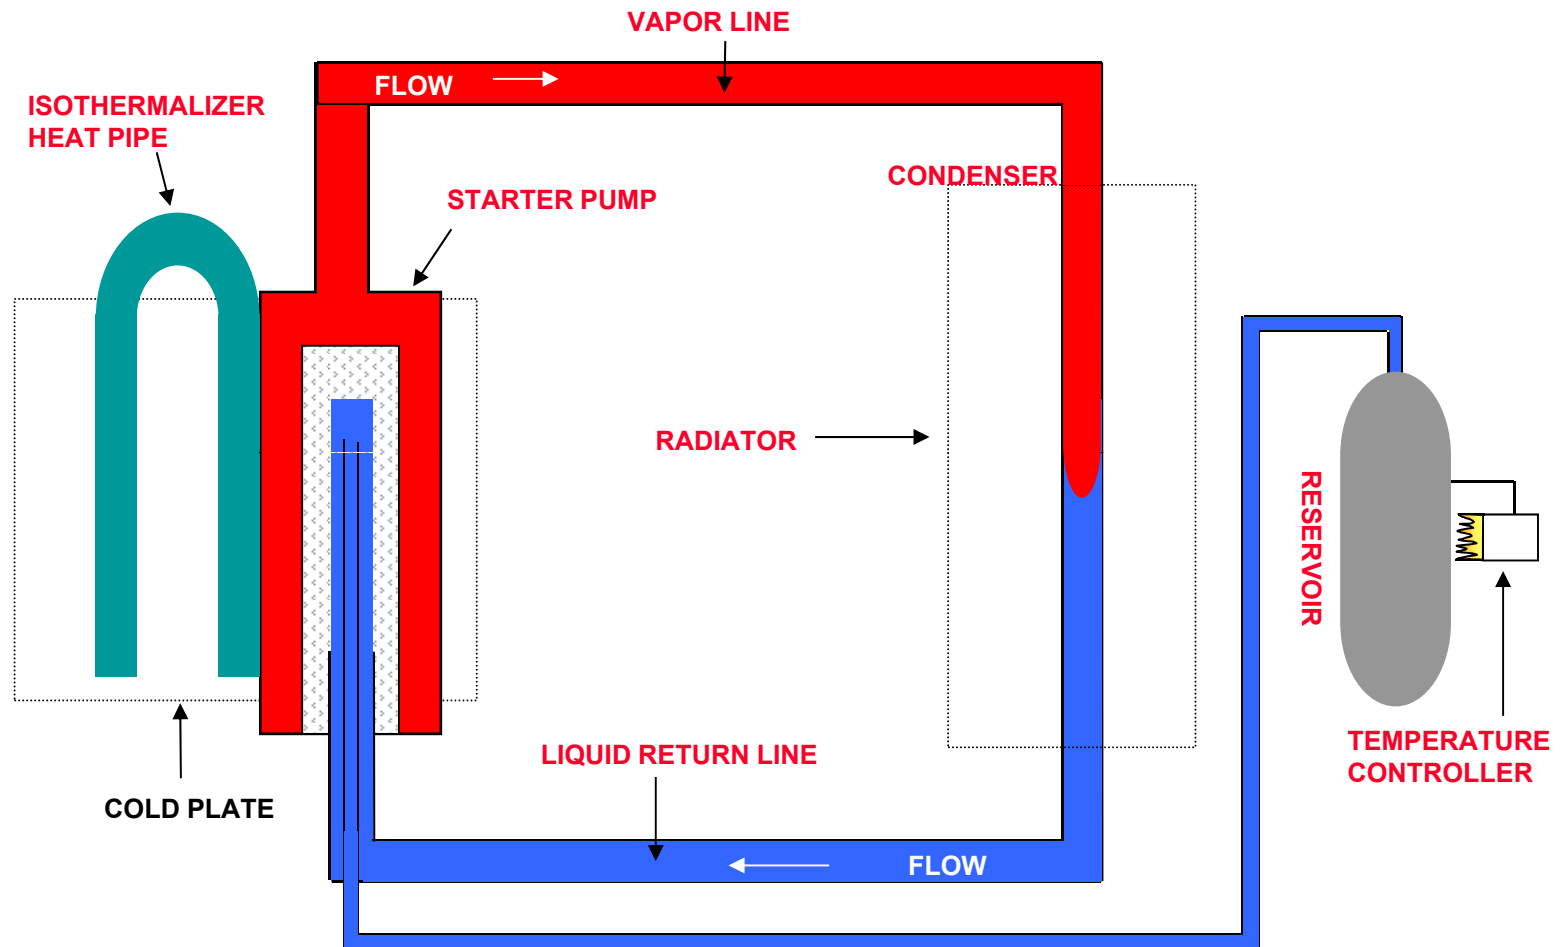 VAPOR LINE
FLOW
ISOTHERMALIZER
HEAT PIPE
CONDENSER
STARTER PUMP
RADIATOR
RESERVOIR
LIQUID RETURN LINE
TEMPERATURE
CONTROLLER
COLD PLATE
FLOW